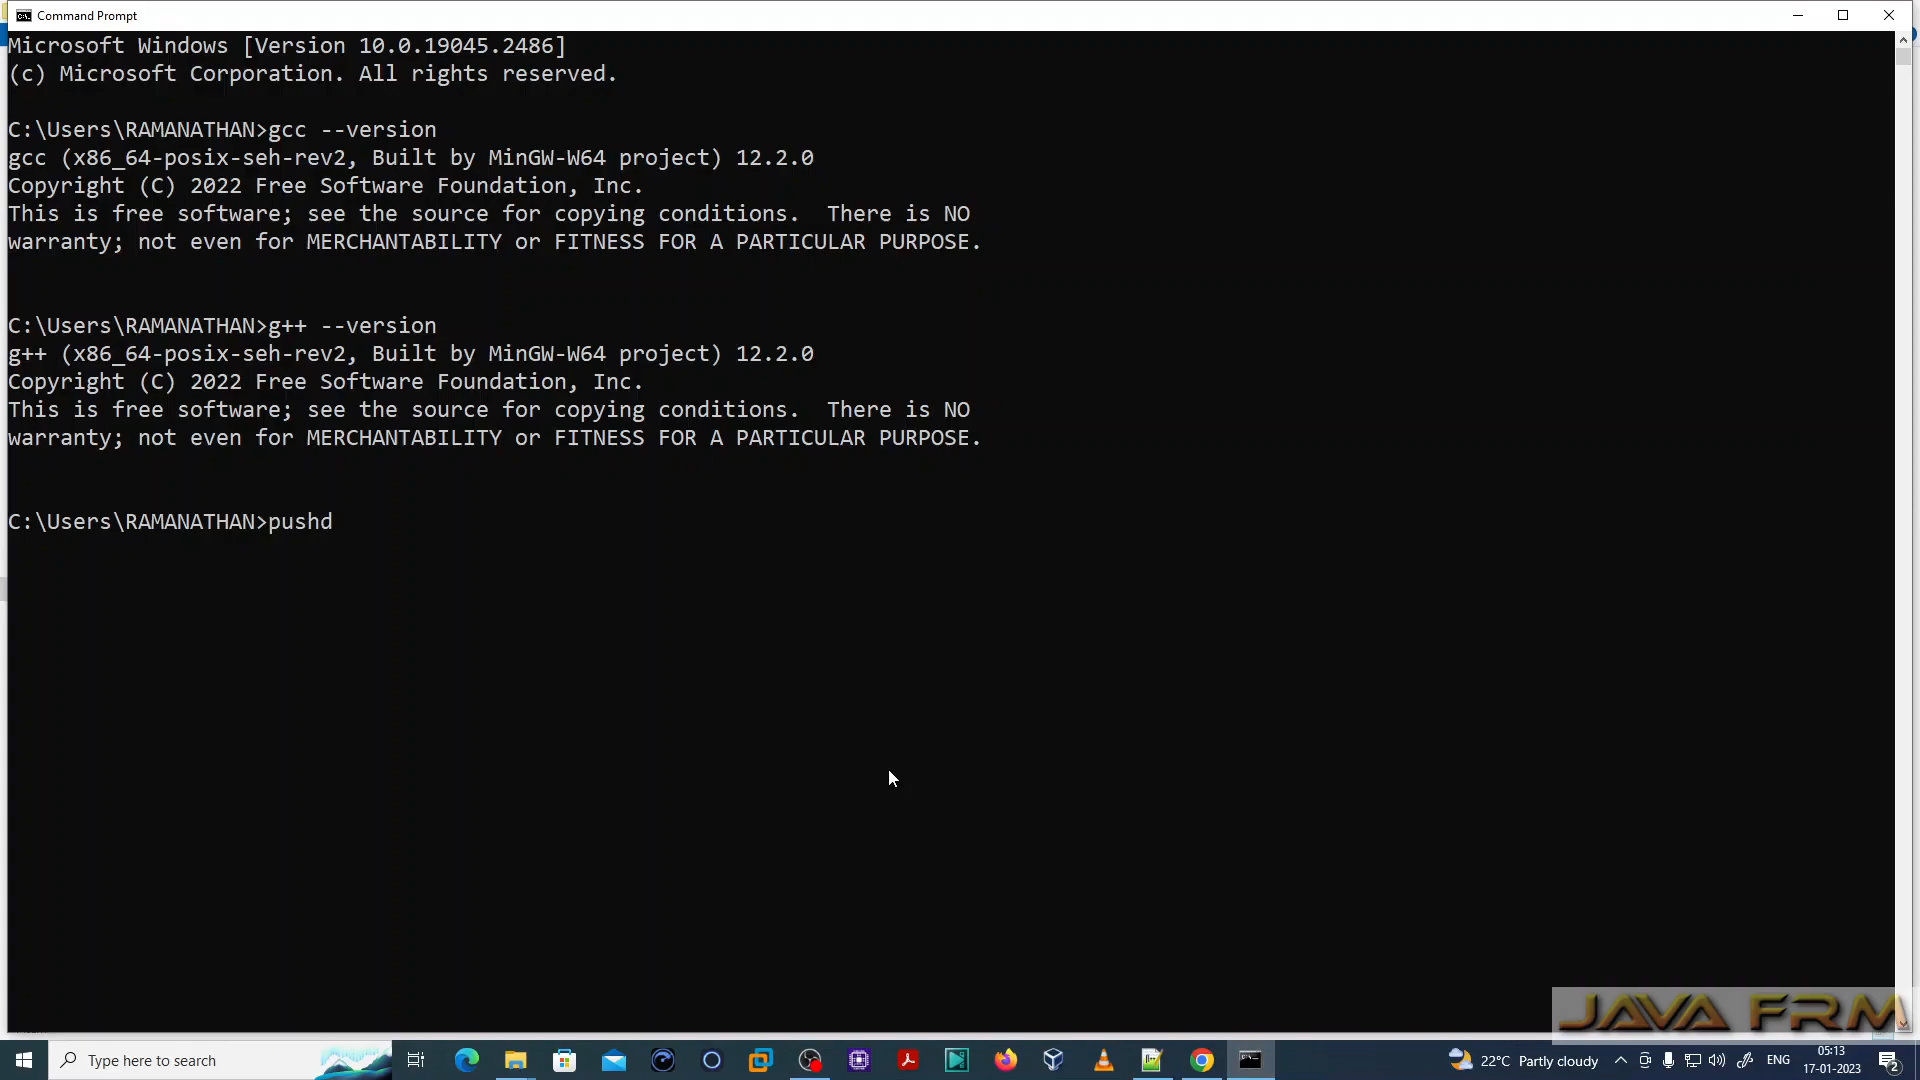 Command Prompt
Microsoft Windows [Version 10.0.19045.2486]
(c) Microsoft Corporation. All rights reserved.
C:\Users\RAMANATHAN>gcc --version
gcc (x86_64-posix-seh-rev2, Built by MinGW-W64 project) 12.2.0
Copyright (C) 2022 Free Software Foundation, Inc.
This is free software; see the source for copying conditions.  There is NO
warranty; not even for MERCHANTABILITY or FITNESS FOR A PARTICULAR PURPOSE.
C:\Users\RAMANATHAN>g++ --version
g++ (x86_64-posix-seh-rev2, Built by MinGW-W64 project) 12.2.0
Copyright (C) 2022 Free Software Foundation, Inc.
This is free software; see the source for copying conditions.  There is NO
warranty; not even for MERCHANTABILITY or FITNESS FOR A PARTICULAR PURPOSE.
C:\Users\RAMANATHAN>pushd
JAVA FRM
Type here to search
22°C Partly cloudy
ENG
05:13
17-01-2023
2